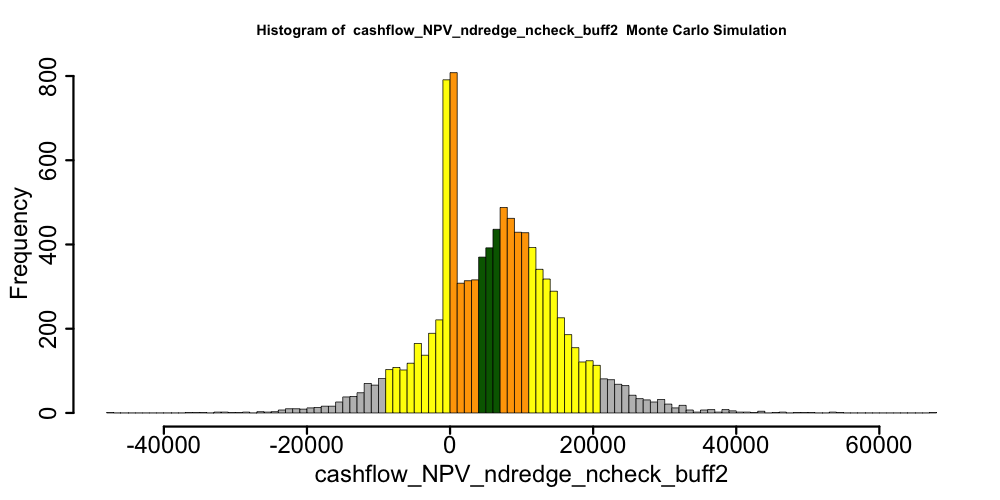 Histogram of  cashflow_NPV_ndredge_ncheck_buff2  Monte Carlo Simulation
Frequency
800
600
400
200
0
-40000 -20000 0 20000 40000 60000
cashflow_NPV_ndredge_ncheck_buff2